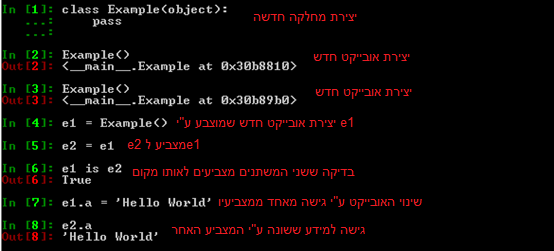 In [1]: class Example(object): יצירת מחלקה חדשה
...:     pass
...:
In [2]: Example() יצירת אובייקט חדש
Out[2]: <__main__.Example at 0x30b8810>
In [3]: Example() יצירת אובייקט חדש
Out[3]: <__main__.Example at 0x30b89b0>
In [4]: e1 = Example() יצירת אובייקט חדש שמוצבע ע"י e1
In [5]: e2 = e1 e2 מצביע ל e1
In [6]: e1 is e2 בדיקה ששני המשתנים מצביעים לאותו מקום
Out[6]: True
In [7]: e1.a = 'Hello World' שינוי האובייקט ע"י גישה מאחד ממצביעיו
In [8]: e2.a גישה למידע ששונה ע"י המצביע האחר
Out[8]: 'Hello World'